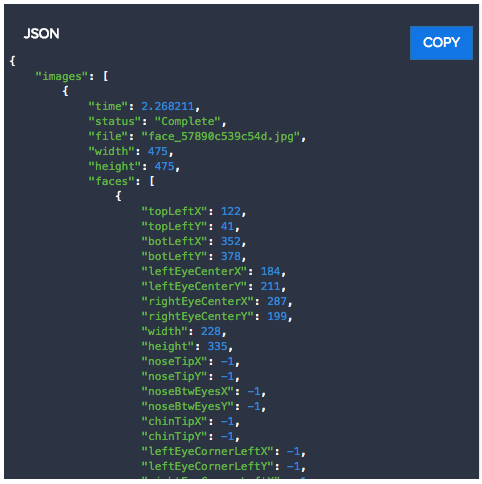 JSON
COPY
{
"images": [
{
"time": 2.268211,
"status": "Complete",
"file": "face_57890c539c54d.jpg",
"width": 475,
"height": 475,
"faces": [
{
"topLeftX": 122,
"topLeftY": 41,
"botLeftX": 352,
"botLeftY": 378,
"leftEyeCenterX": 184,
"leftEyeCenterY": 211,
"rightEyeCenterX": 287,
"rightEyeCenterY": 199,
"width": 228,
"height": 335,
"noseTipX": -1,
"noseTipY": -1,
"noseBtwEyesX": -1,
"noseBtwEyesY": -1,
"chinTipX": -1,
"chinTipY": -1,
"leftEyeCornerLeftX": -1,
"leftEyeCornerLeftY": -1,